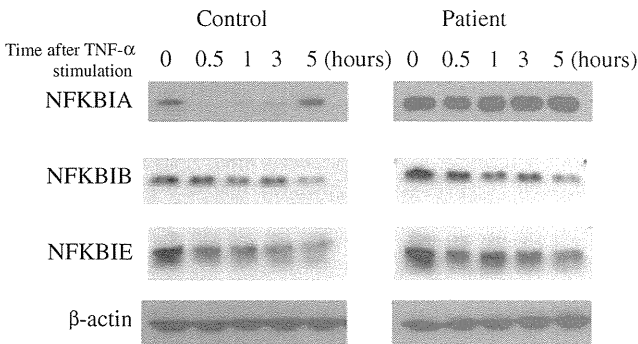 Control Patient
Time after TNF-α stimulation 0 0.5 1 3 5 (hours) 0 0.5 1 3 5 (hours)
NFKBIA
NFKBIB
NFKBIE
β-actin